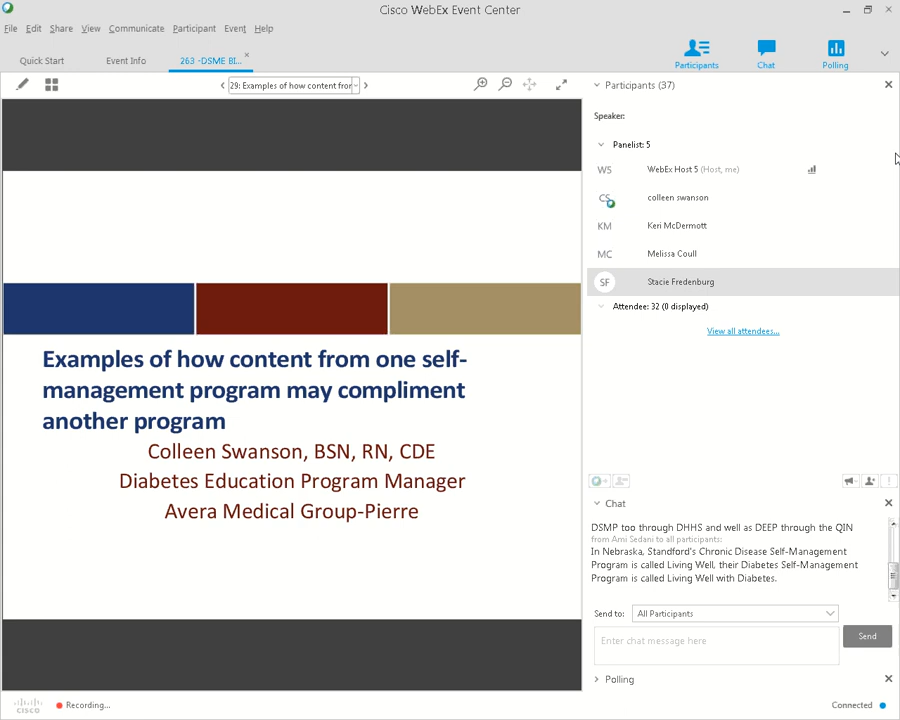 Cisco WebEx Event Center
File Edit Share View Communicate Participant Event Help
Quick Start Event Info 263 -DSME BI...
Participants Chat Polling
29: Examples of how content fror
Participants (37)
Speaker:
Panelist: 5
W5 WebEx Host 5 (Host, me)
CS colleen swanson
KM Keri McDermott
MC Melissa Coull
SF Stacie Fredenburg
Attendee: 32 (0 displayed)
View all attendees...
Examples of how content from one self-
management program may compliment
another program
Colleen Swanson, BSN, RN, CDE
Diabetes Education Program Manager
Avera Medical Group-Pierre
Chat
DSMP too through DHHS and well as DEEP through the QIN
from Ami Sedani to all participants:
In Nebraska, Standford's Chronic Disease Self-Management
Program is called Living Well, their Diabetes Self-Management
Program is called Living Well with Diabetes.
Send to: All Participants
Enter chat message here
Send
Polling
cisco Recording...
Connected